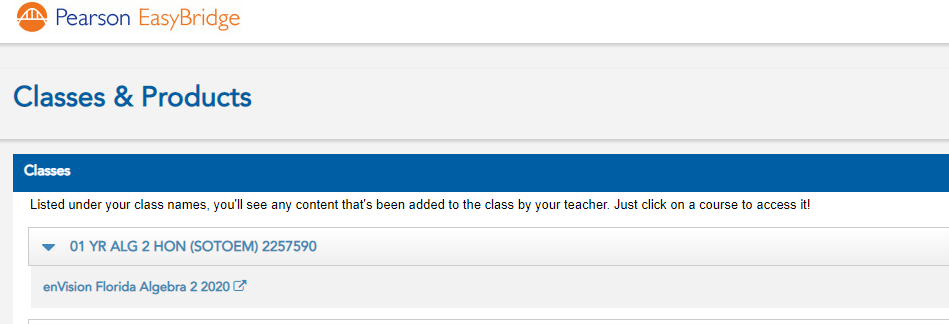 Pearson EasyBridge
Classes & Products
Classes
Listed under your class names, you'll see any content that's been added to the class by your teacher. Just click on a course to access it!
01 YR ALG 2 HON (SOTOEM) 2257590
enVision Florida Algebra 2 2020